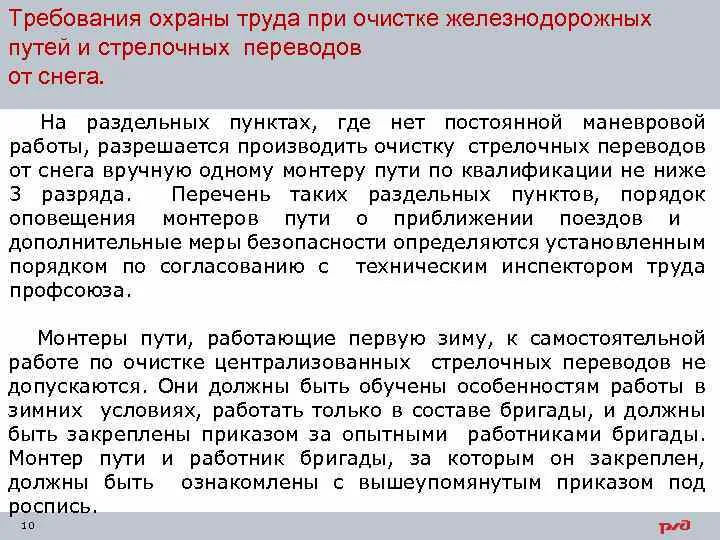 Требования охраны труда при очистке железнодорожных
путей и стрелочных переводов
от снега.
На раздельных пунктах, где нет постоянной маневровой
работы, разрешается производить очистку стрелочных переводов
от снега вручную одному монтеру пути по квалификации не ниже
3 разряда. Перечень таких раздельных пунктов, порядок
оповещения монтеров пути о приближении поездов и
дополнительные меры безопасности определяются установленным
порядком по согласованию с техническим инспектором труда
профсоюза.
Монтеры пути, работающие первую зиму, к самостоятельной
работе по очистке централизованных стрелочных переводов не
допускаются. Они должны быть обучены особенностям работы в
зимних условиях, работать только в составе бригады, и должны
быть закреплены приказом за опытными работниками бригады.
Монтер пути и работник бригады, за которым он закреплен,
должны быть ознакомлены с вышеупомянутым приказом под
роспись.
10
ржд